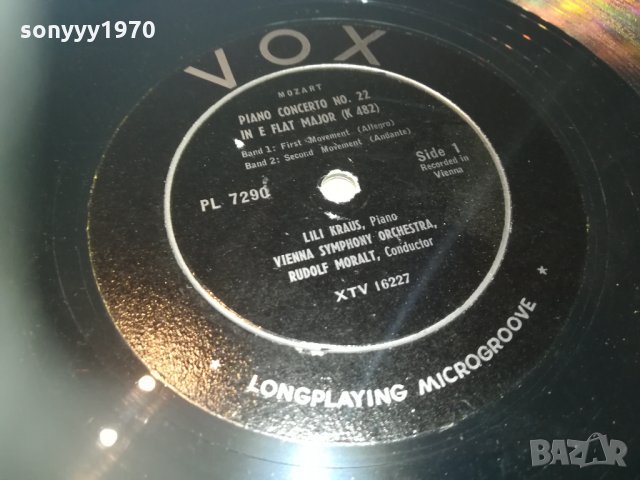 sonyyy1970
VOX
MOZART
PIANO CONCERTO NO. 22
IN E FLAT MAJOR (K 482)
Band 1: First Movement (Allegro)
Band 2: Second Movement (Andante)
PL 7290
Side 1
Recorded in
Vienna
LILI KRAUS, Piano
VIENNA SYMPHONY ORCHESTRA,
RUDOLF MORALT, Conductor
XTV 16227
LONGPLAYING MICROGROOVE
BAZAR